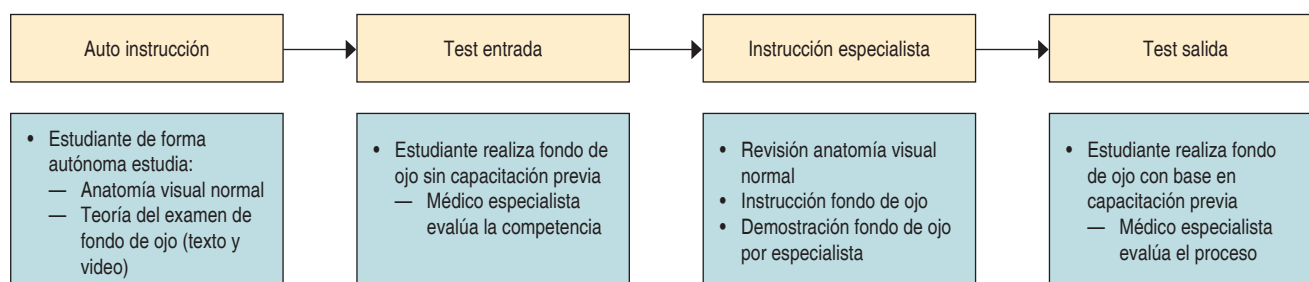 Auto instrucción
Test entrada
Instrucción especialista
Test salida
• Estudiante de forma
autónoma estudia:
— Anatomía visual normal
— Teoría del examen de
fondo de ojo (texto y
video)
• Estudiante realiza fondo de
ojo sin capacitación previa
— Médico especialista
evalúa la competencia
• Revisión anatomía visual
normal
• Instrucción fondo de ojo
• Demostración fondo de ojo
por especialista
• Estudiante realiza fondo
de ojo con base en
capacitación previa
— Médico especialista
evalúa el proceso